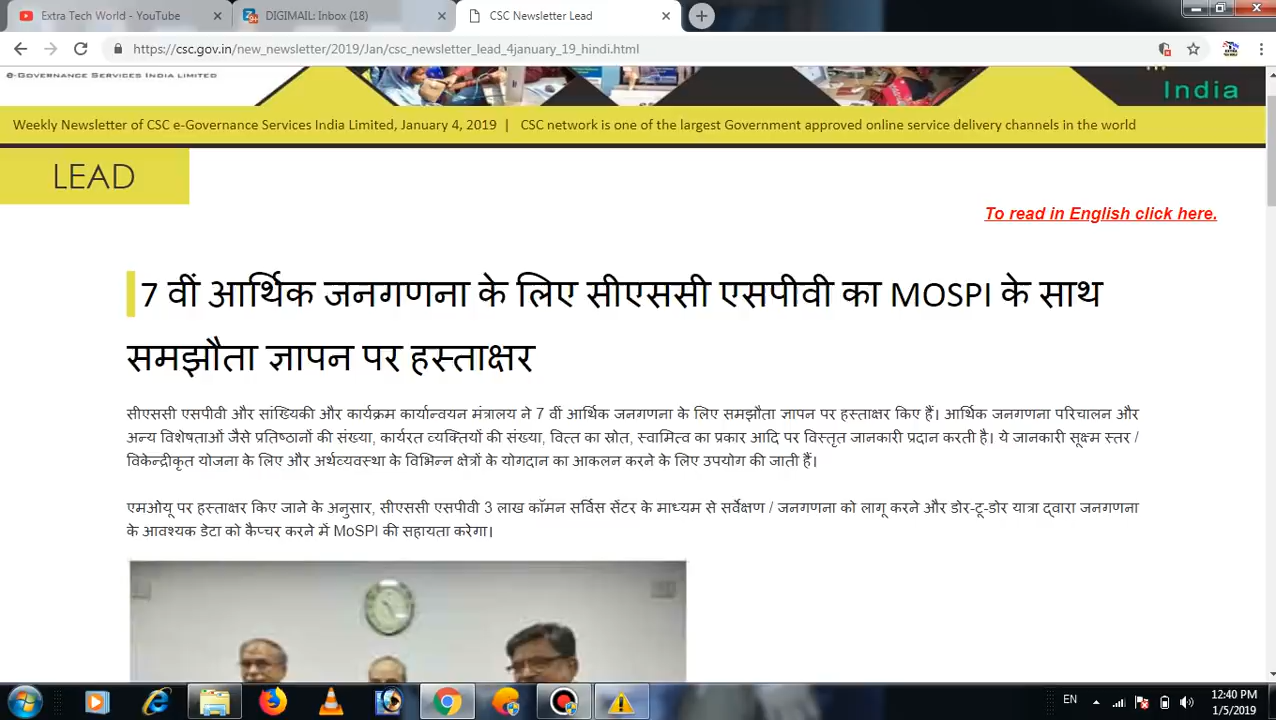 Extra Tech World - YouTube
DIGIMAIL: Inbox (18)
CSC Newsletter Lead
https://csc.gov.in/new_newsletter/2019/Jan/csc_newsletter_lead_4january_19_hindi.html
e-Governance Services India Limited
India
Weekly Newsletter of CSC e-Governance Services India Limited, January 4, 2019 | CSC network is one of the largest Government approved online service delivery channels in the world
LEAD
To read in English click here.
7 वीं आर्थिक जनगणना के लिए सीएससी एसपीवी का MOSPI के साथ
समझौता ज्ञापन पर हस्ताक्षर
सीएससी एसपीवी और सांख्यिकी और कार्यक्रम कार्यान्वयन मंत्रालय ने 7 वीं आर्थिक जनगणना के लिए समझौता ज्ञापन पर हस्ताक्षर किए हैं। आर्थिक जनगणना परिचालन और
अन्य विशेषताओं जैसे प्रतिष्ठानों की संख्या, कार्यरत व्यक्तियों की संख्या, वित्त का स्रोत, स्वामित्व का प्रकार आदि पर विस्तृत जानकारी प्रदान करती है। ये जानकारी सूक्ष्म स्तर /
विकेन्द्रीकृत योजना के लिए और अर्थव्यवस्था के विभिन्न क्षेत्रों के योगदान का आकलन करने के लिए उपयोग की जाती हैं।
एमओयू पर हस्ताक्षर किए जाने के अनुसार, सीएससी एसपीवी 3 लाख कॉमन सर्विस सेंटर के माध्यम से सर्वेक्षण / जनगणना को लागू करने और डोर-टू-डोर यात्रा द्वारा जनगणना
के आवश्यक डेटा को कैप्चर करने में MoSPI की सहायता करेगा।
EN
12:40 PM
1/5/2019